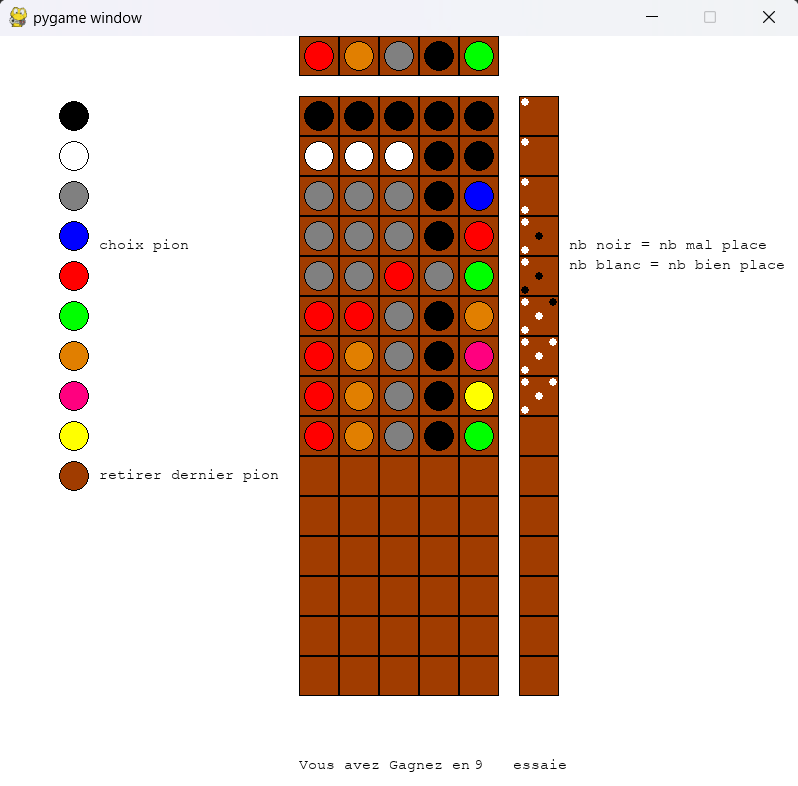 pygame window
choix pion
nb noir = nb mal place
nb blanc = nb bien place
retirer dernier pion
Vous avez Gagnez en 9 essaie